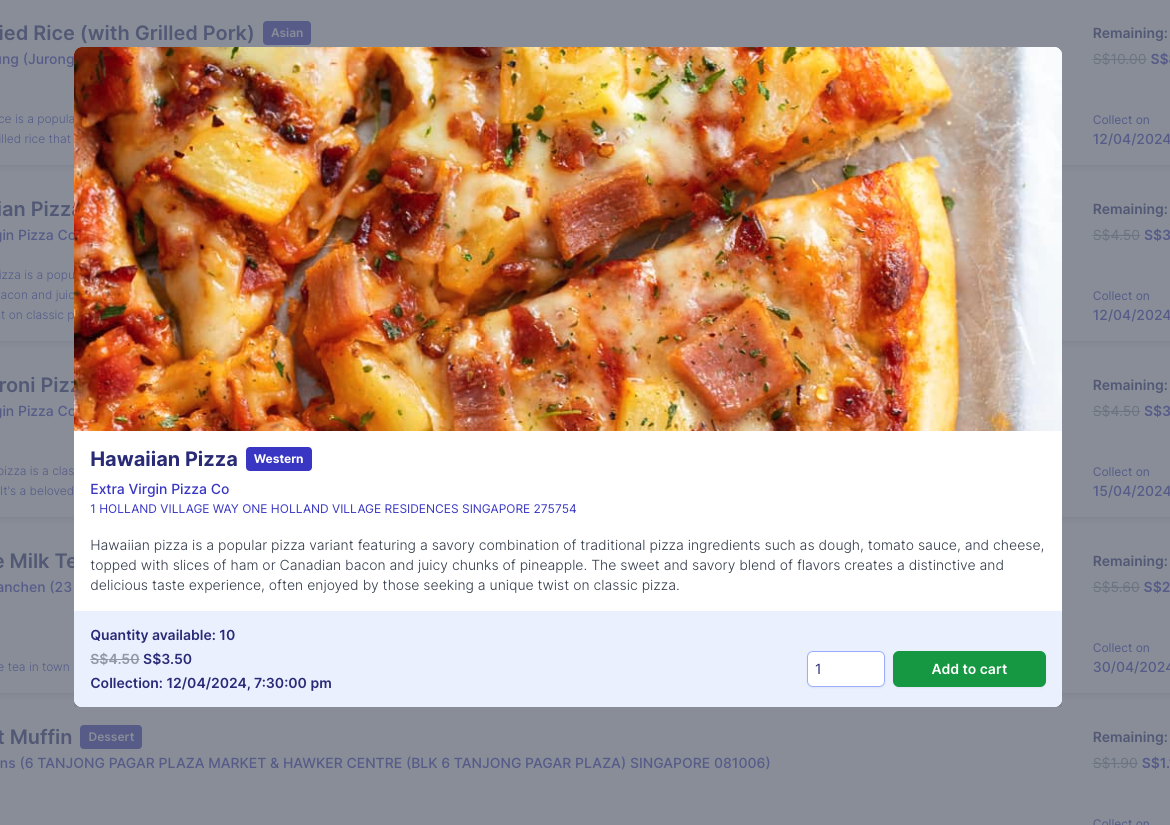 ied Rice (with Grilled Pork) Asian
ung (Jurong
ce is a popula
illed rice that
Remaining:
S$10.00 S$
Collect on
12/04/2024
ian Pizza
gin Pizza Co
izza is a popu
acon and juic
t on classic p
Remaining:
S$4.50 S$3
Collect on
12/04/2024
roni Pizz
gin Pizza Co
pizza is a clas
It's a beloved
Remaining:
S$4.50 S$3
Collect on
15/04/2024
Hawaiian Pizza Western
Extra Virgin Pizza Co
1 HOLLAND VILLAGE WAY ONE HOLLAND VILLAGE RESIDENCES SINGAPORE 275754
Hawaiian pizza is a popular pizza variant featuring a savory combination of traditional pizza ingredients such as dough, tomato sauce, and cheese,
topped with slices of ham or Canadian bacon and juicy chunks of pineapple. The sweet and savory blend of flavors creates a distinctive and
delicious taste experience, often enjoyed by those seeking a unique twist on classic pizza.
Quantity available: 10
S$4.50 S$3.50
Collection: 12/04/2024, 7:30:00 pm
1
Add to cart
e Milk Te
anchen (23
e tea in town
Remaining:
S$5.60 S$2
Collect on
30/04/2024
t Muffin Dessert
ns (6 TANJONG PAGAR PLAZA MARKET & HAWKER CENTRE (BLK 6 TANJONG PAGAR PLAZA) SINGAPORE 081006)
Remaining:
S$1.90 S$1.
Collect on